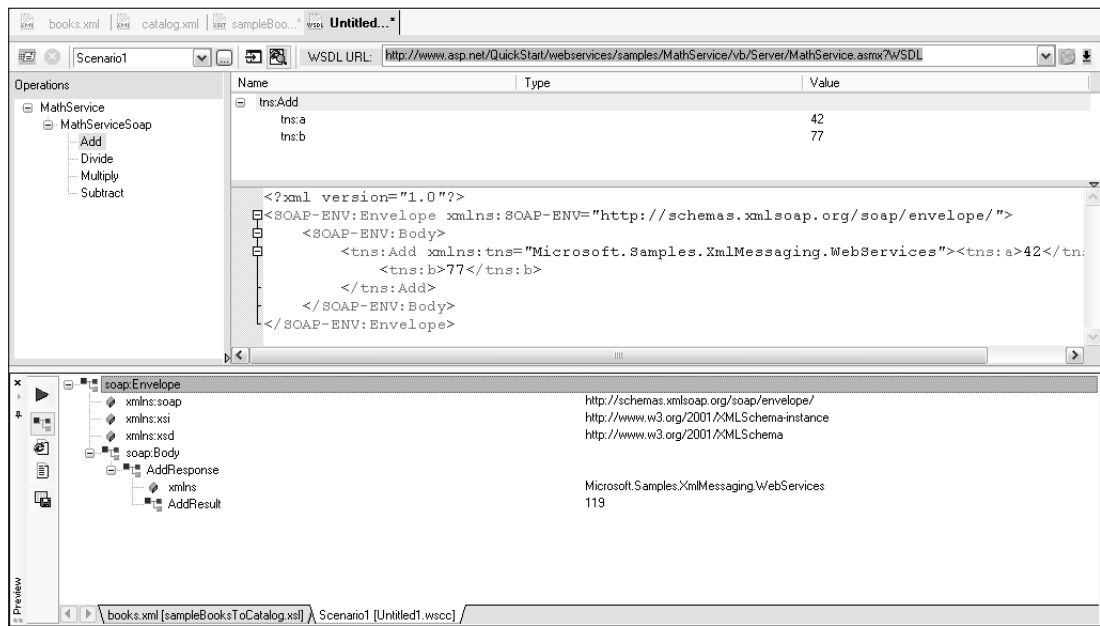 books.xml catalog.xml sampleBoo...* Untitled...*
Scenario1 ... WSDL URL: http://www.asp.net/QuickStart/webservices/samples/MathService/vb/Server/MathService.asmx?WSDL
Operations
MathService
MathServiceSoap
Add
Divide
Multiply
Subtract
Name Type Value
tns:Add
tns:a 42
tns:b 77
<?xml version="1.0"?>
<SOAP-ENV:Envelope xmlns:SOAP-ENV="http://schemas.xmlsoap.org/soap/envelope/">
<SOAP-ENV:Body>
<tns:Add xmlns:tns="Microsoft.Samples.XmlMessaging.WebServices"><tns:a>42</tn:
<tns:b>77</tns:b>
</tns:Add>
</SOAP-ENV:Body>
</SOAP-ENV:Envelope>
soap:Envelope
xmlns:soap http://schemas.xmlsoap.org/soap/envelope/
xmlns:xsi http://www.w3.org/2001/XMLSchema-instance
xmlns:xsd http://www.w3.org/2001/XMLSchema
soap:Body
AddResponse
xmlns Microsoft.Samples.XmlMessaging.WebServices
AddResult 119
Preview
books.xml [sampleBooksToCatalog.xsl] Scenario1 [Untitled1.wscc]